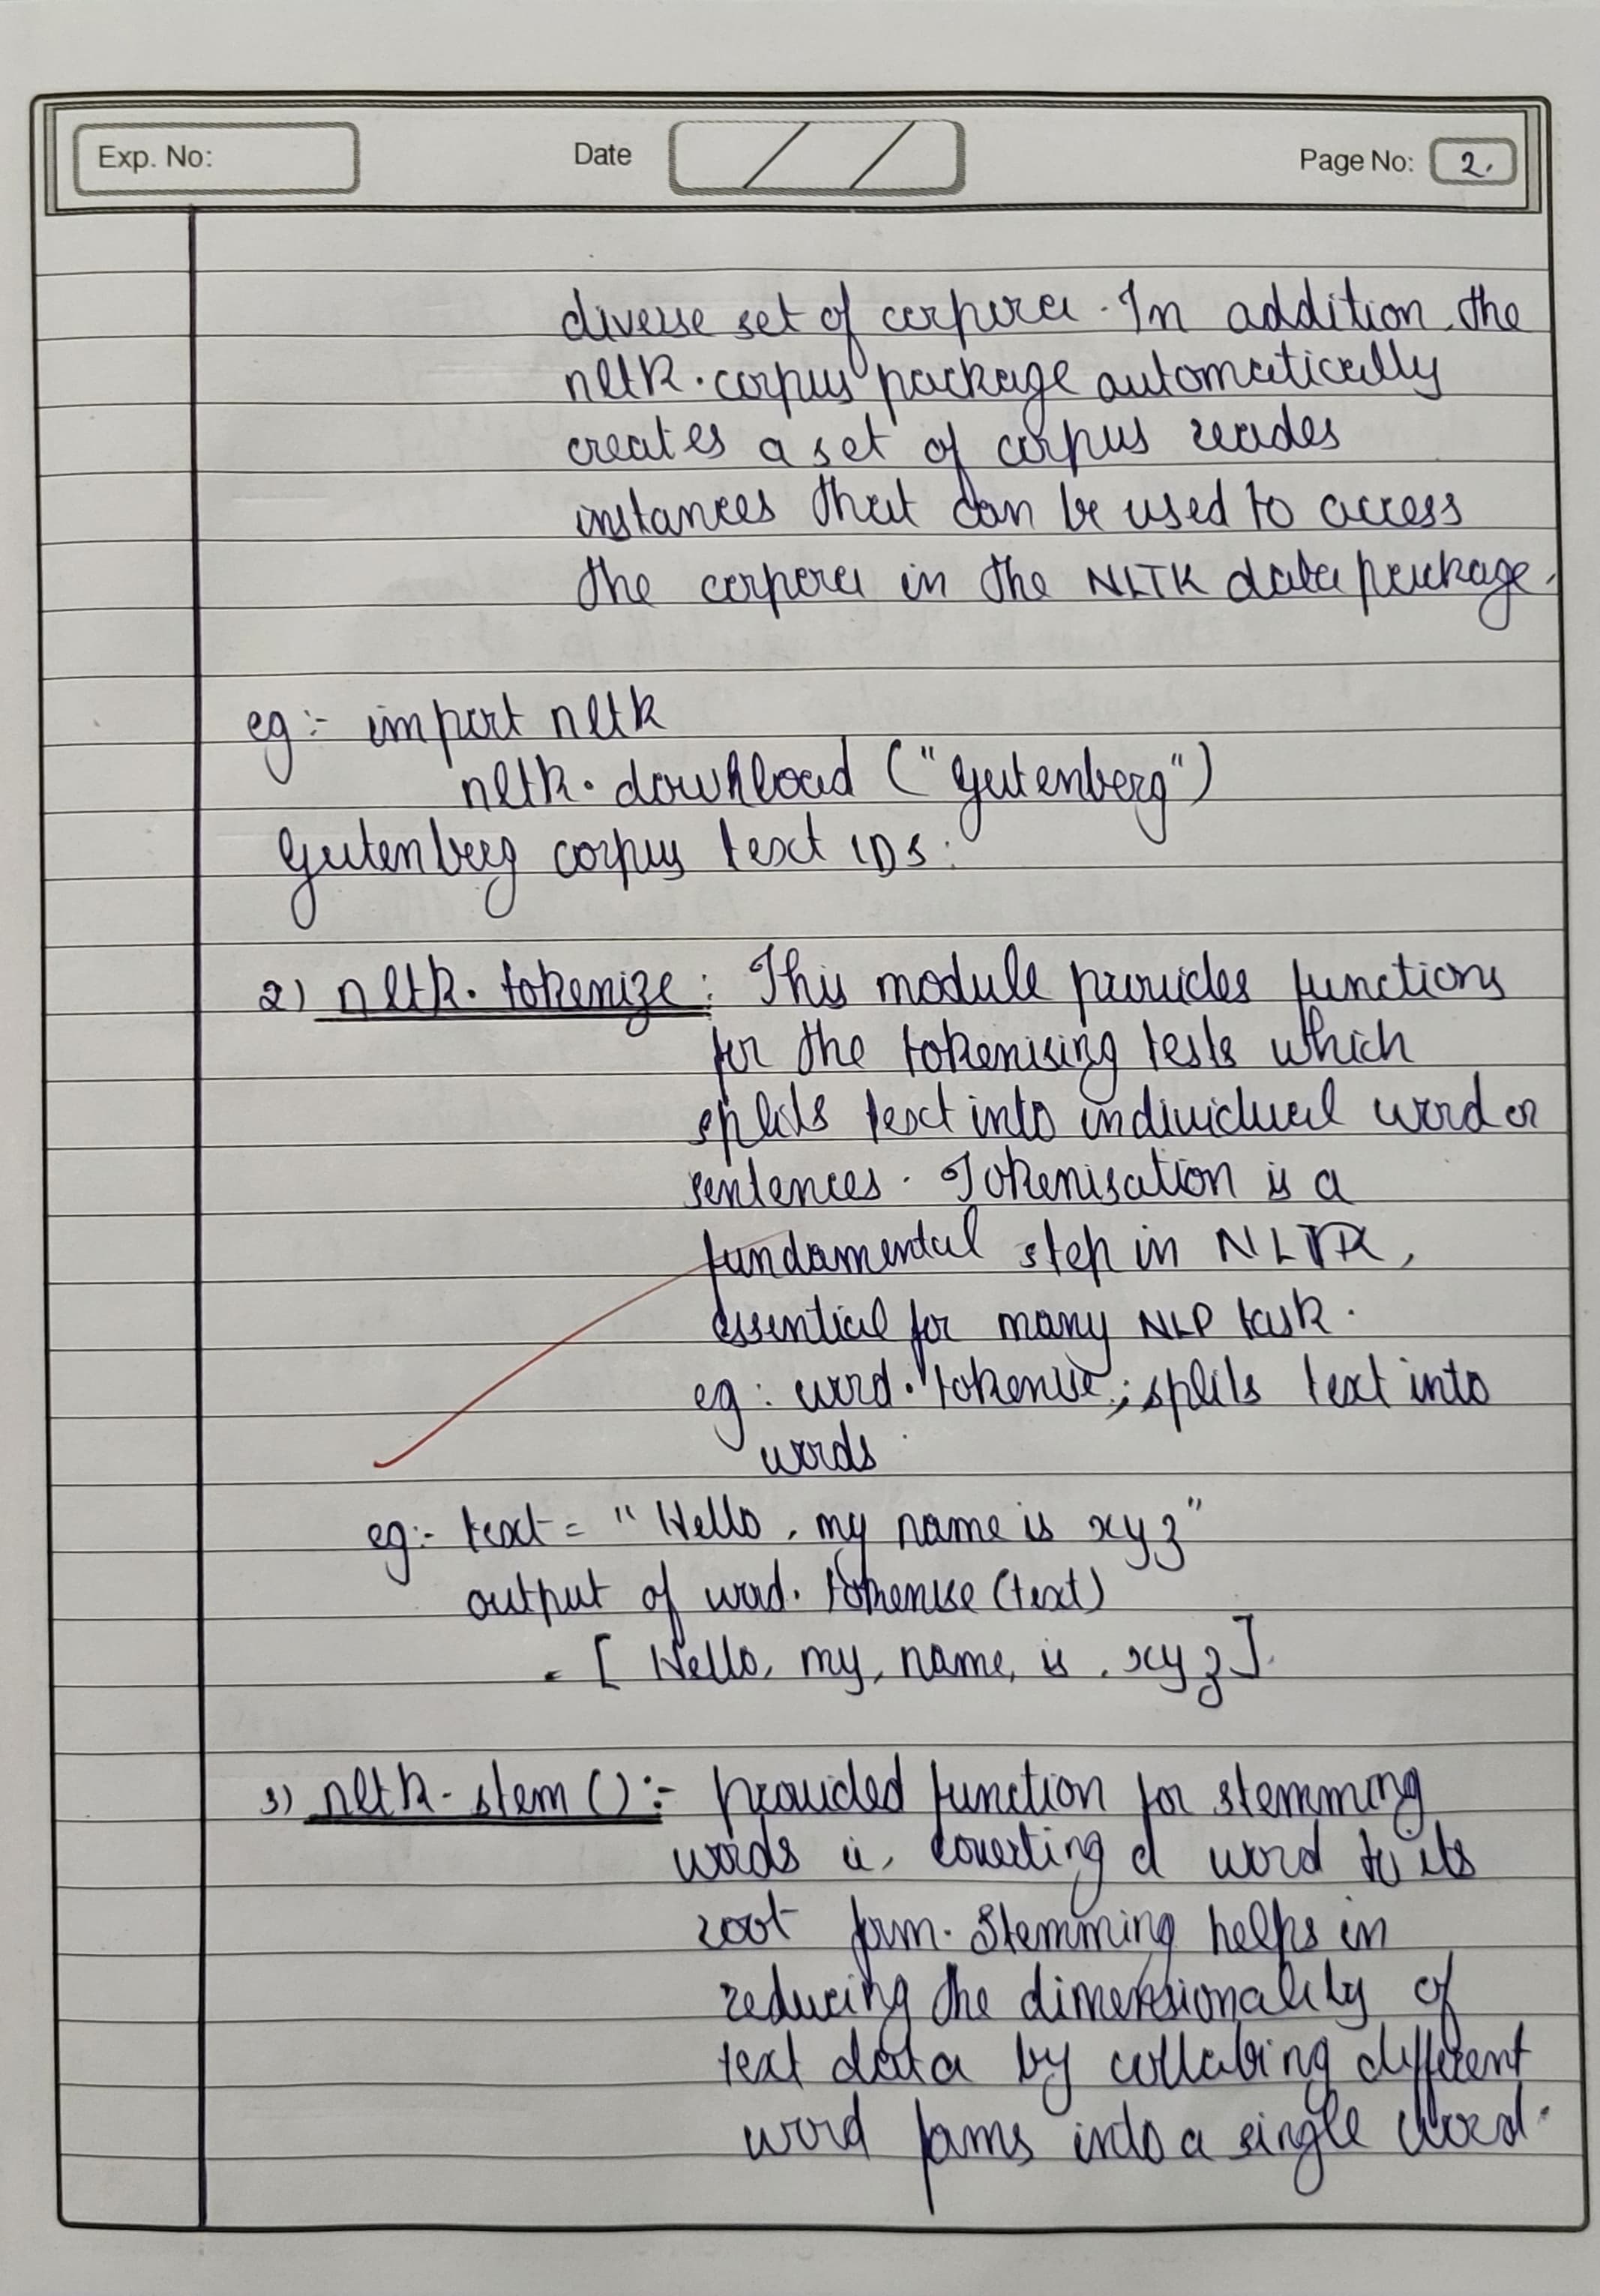 Exp. No:
Date / /
Page No: 2.
diverse set of corpora. In addition, the
nltk.corpus package automatically
creates a set of corpus reades
instances that can be used to access
the corpora in the NLTK data package.
eg:- import nltk
nltk.download ("gutenberg")
Gutenberg corpus text IDs:
2) nltk.tokenize: This module provides functions
for the tokenising tests which
splits text into individual word or
sentences. Tokenisation is a
fundamental step in NLTK,
essential for many NLP task.
eg: word.tokenise; splits text into
words
eg:- text = "Hello, my name is xyz"
output of word.tokenise (text)
= [ Hello, my, name, is, xyz].
3) nltk-stem () :- provided function for stemming
words ie, coverting a word to its
root form. Stemming helps in
reducing the dimensionality of
text data by collabing different
word forms into a single word.